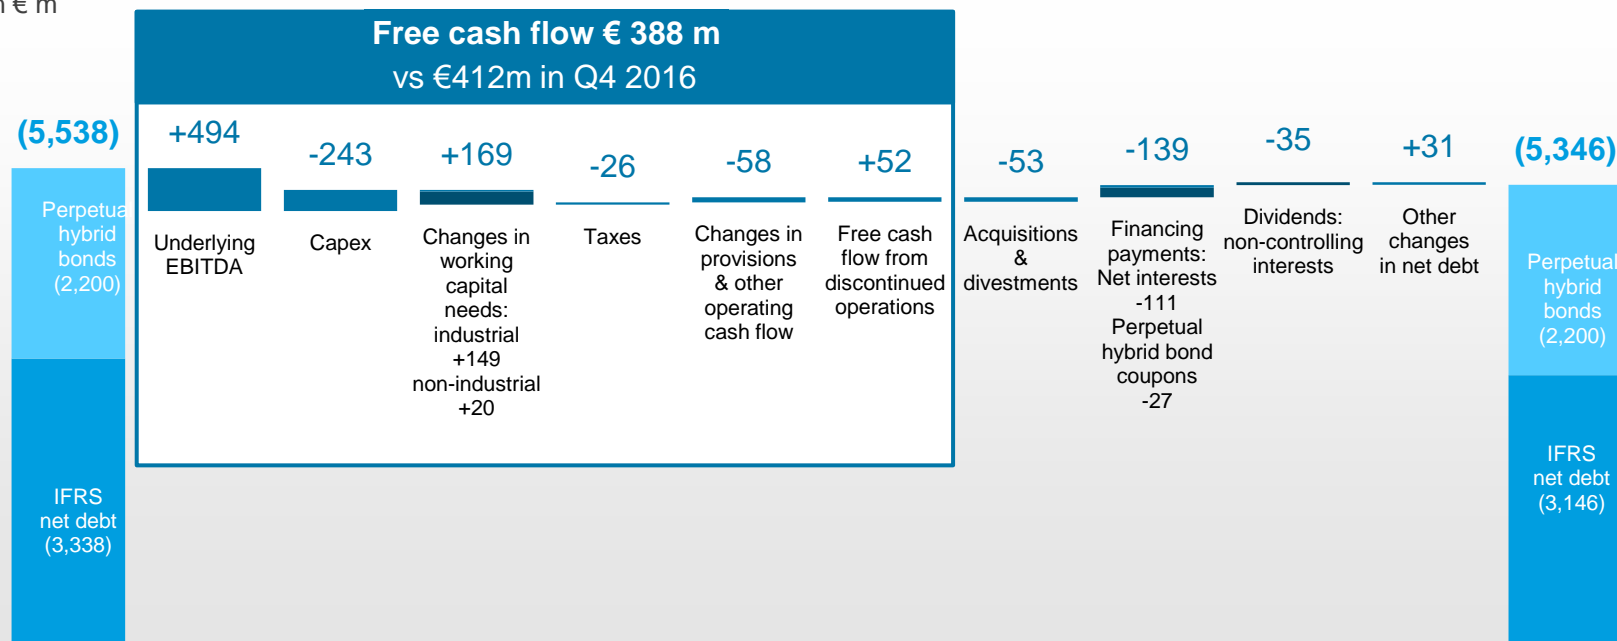 € m
Free cash flow € 388 m
vs €412m in Q4 2016
(5,538)
+494
-243
+169
-26
-58
+52
-53
-139
-35
+31
(5,346)
Perpetua
hybrid
bonds
(2,200)
IFRS
net debt
(3,338)
Underlying
EBITDA
Capex
Changes in
working
capital
needs:
industrial
+149
non-industrial
+20
Taxes
Changes in
provisions
& other
operating
cash flow
Free cash
flow from
discontinued
operations
Acquisitions
&
divestments
Financing
payments:
Net interests
-111
Perpetual
hybrid bond
coupons
-27
Dividends:
non-controlling
interests
Other
changes
in net debt
Perpetual
hybrid
bonds
(2,200)
IFRS
net debt
(3,146)